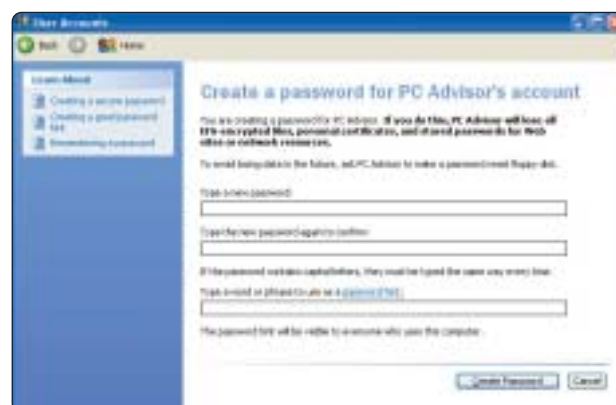 User Accounts
Back Home
Learn About
Creating a secure password
Creating a good password
hint
Remembering a password
Create a password for PC Advisor's account
You are creating a password for PC Advisor. If you do this, PC Advisor will lose all
EFS-encrypted files, personal certificates, and stored passwords for Web
sites or network resources.
To avoid losing data in the future, ask PC Advisor to make a password reset floppy disk.
Type a new password:
Type the new password again to confirm:
If the password contains capital letters, they must be typed the same way every time.
Type a word or phrase to use as a password hint:
The password hint will be visible to everyone who uses this computer.
Create Password Cancel